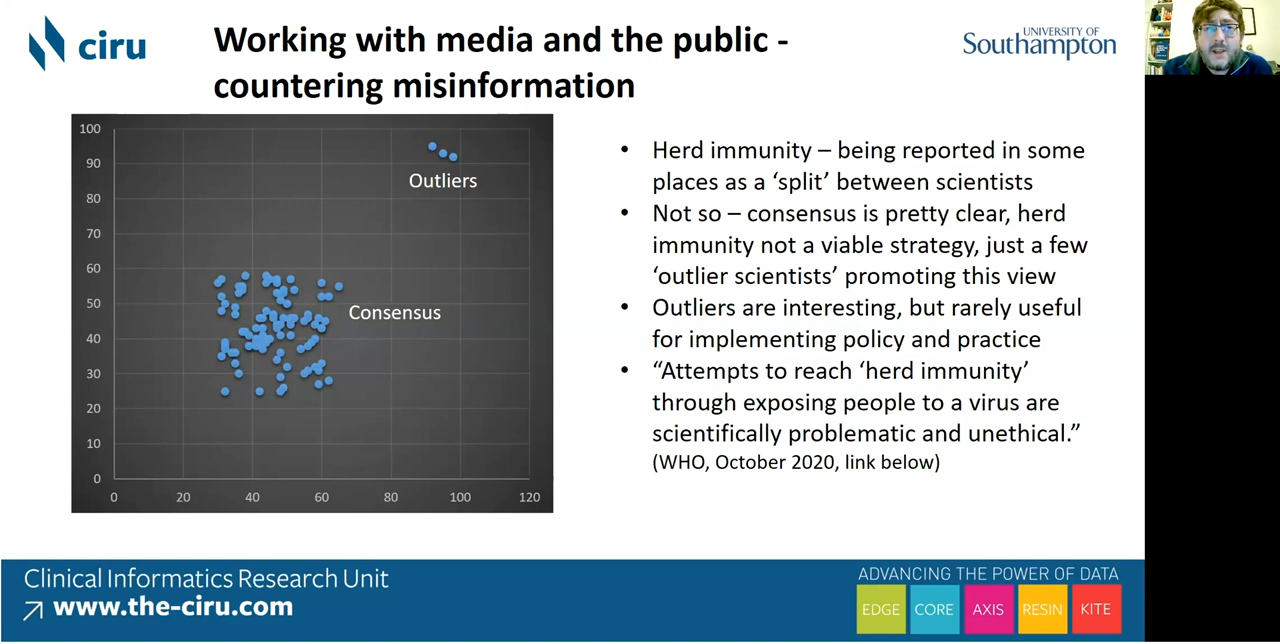 ciru
Working with media and the public -
countering misinformation
UNIVERSITY OF
Southampton
100
90
80
70
60
50
40
30
20
10
0
0 20 40 60 80 100 120
Outliers
Consensus
• Herd immunity – being reported in some
places as a ‘split’ between scientists
• Not so – consensus is pretty clear, herd
immunity not a viable strategy, just a few
‘outlier scientists’ promoting this view
• Outliers are interesting, but rarely useful
for implementing policy and practice
• “Attempts to reach ‘herd immunity’
through exposing people to a virus are
scientifically problematic and unethical.”
(WHO, October 2020, link below)
Clinical Informatics Research Unit
www.the-ciru.com
ADVANCING THE POWER OF DATA
EDGE CORE AXIS RESIN KITE